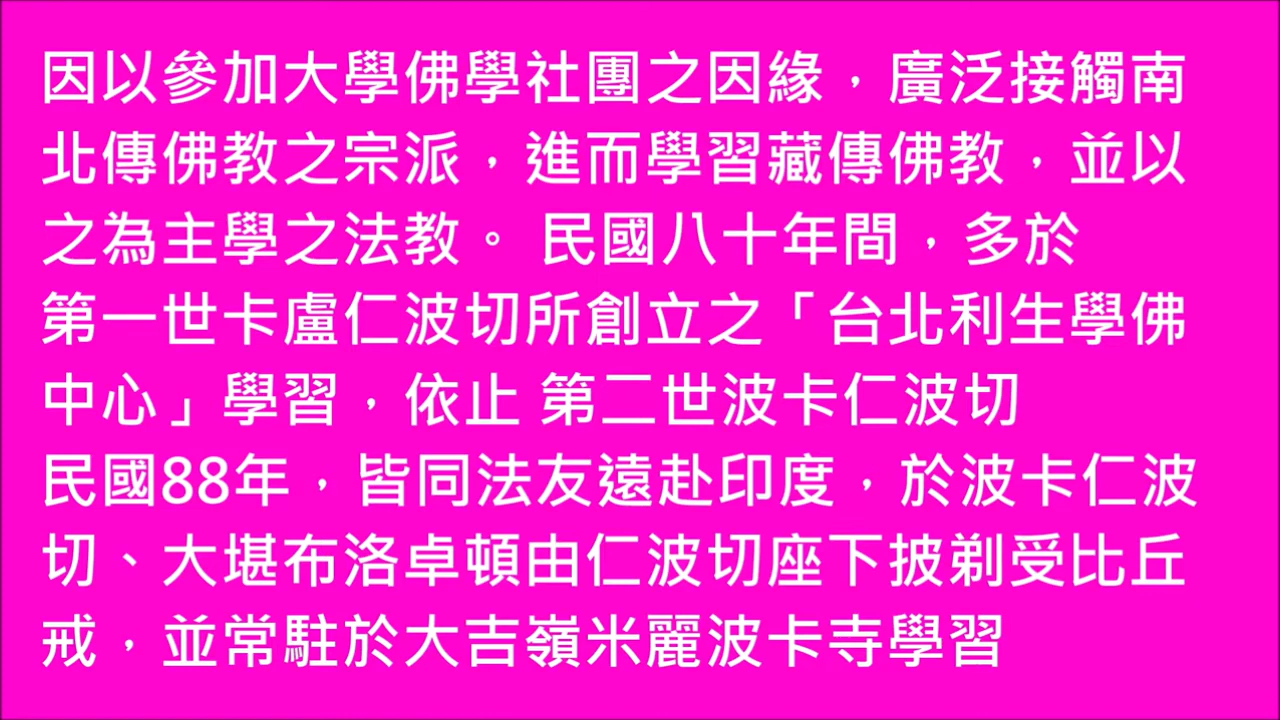 因以參加大學佛學社團之因緣，廣泛接觸南
北傳佛教之宗派，進而學習藏傳佛教，並以
之為主學之法教。 民國八十年間，多於
第一世卡盧仁波切所創立之「台北利生學佛
中心」學習，依止 第二世波卡仁波切
民國88年，皆同法友遠赴印度，於波卡仁波
切、大堪布洛卓頓由仁波切座下披剃受比丘
戒，並常駐於大吉嶺米麗波卡寺學習